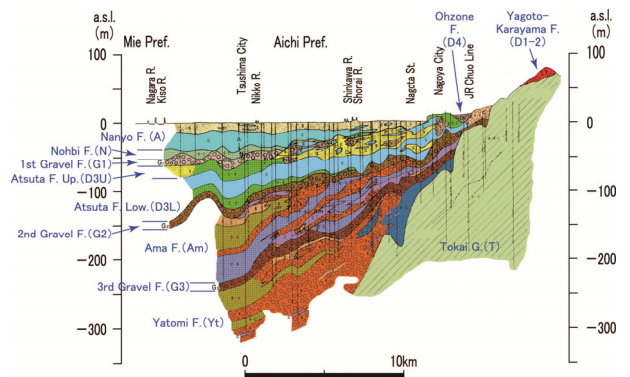 a.s.l.
(m)
Mie Pref.
Aichi Pref.
Ohzone
F.
(D4)
Yagoto-
Karayama F.
(D1-2)
a.s.l.
(m)
Nagara R.
Kiso R.
Tsushima City
Nikko R.
Shinkawa R.
Shorai R.
Nagoya City
JR Chuo Line
100
0
-100
-200
-300
100
0
-100
-200
-300
Nanyo F.(A)
Nohbi F.(N)
1st Gravel F.(G1)
Atsuta F. Up.(D3U)
Atsuta F. Low.(D3L)
2nd Gravel F.(G2)
Ama F.(Am)
3rd Gravel F.(G3)
Yatomi F.(Yt)
Tokai G.(T)
0
10km